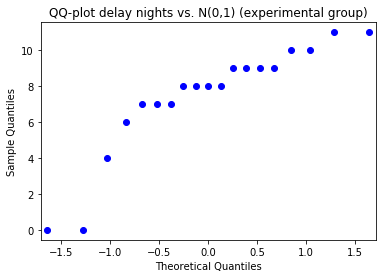 QQ-plot delay nights vs. N(0,1) (experimental group)
Sample Quantiles
10
8
6
4
2
0
−1.5 −1.0 −0.5 0.0 0.5 1.0 1.5
Theoretical Quantiles